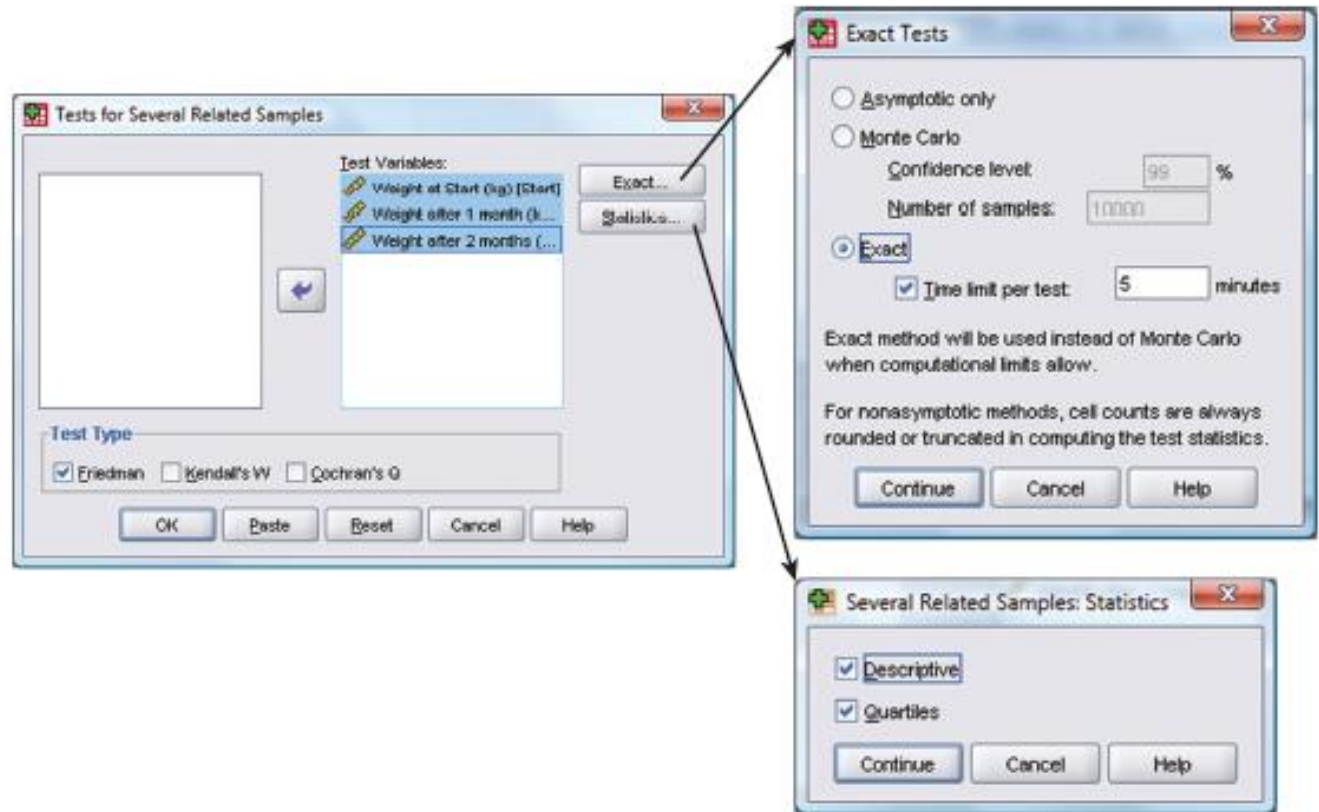 Tests for Several Related Samples
Test Variables:
Weight at Start (kg) [Start]
Weight after 1 month (k...
Weight after 2 months (...
Exact...
Statistics...
Test Type
Friedman Kendall's W Cochran's Q
OK Paste Reset Cancel Help
Exact Tests
Asymptotic only
Monte Carlo
Confidence level: 99 %
Number of samples: 10000
Exact
Time limit per test: 5 minutes
Exact method will be used instead of Monte Carlo
when computational limits allow.
For nonasymptotic methods, cell counts are always
rounded or truncated in computing the test statistics.
Continue Cancel Help
Several Related Samples: Statistics
Descriptive
Quartiles
Continue Cancel Help